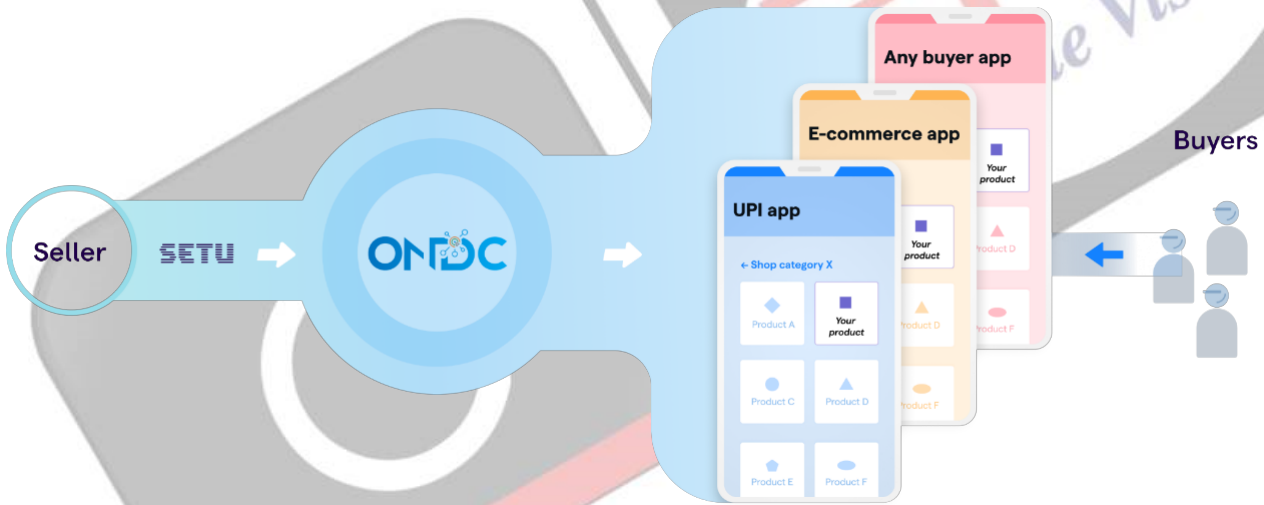 Seller
SETU
ONDC
UPI app
← Shop category X
Product A
Your
product
Product C
Product D
Product E
Product F
E-commerce app
Your
product
Product D
Product F
Any buyer app
Your
product
Product D
Product F
Buyers